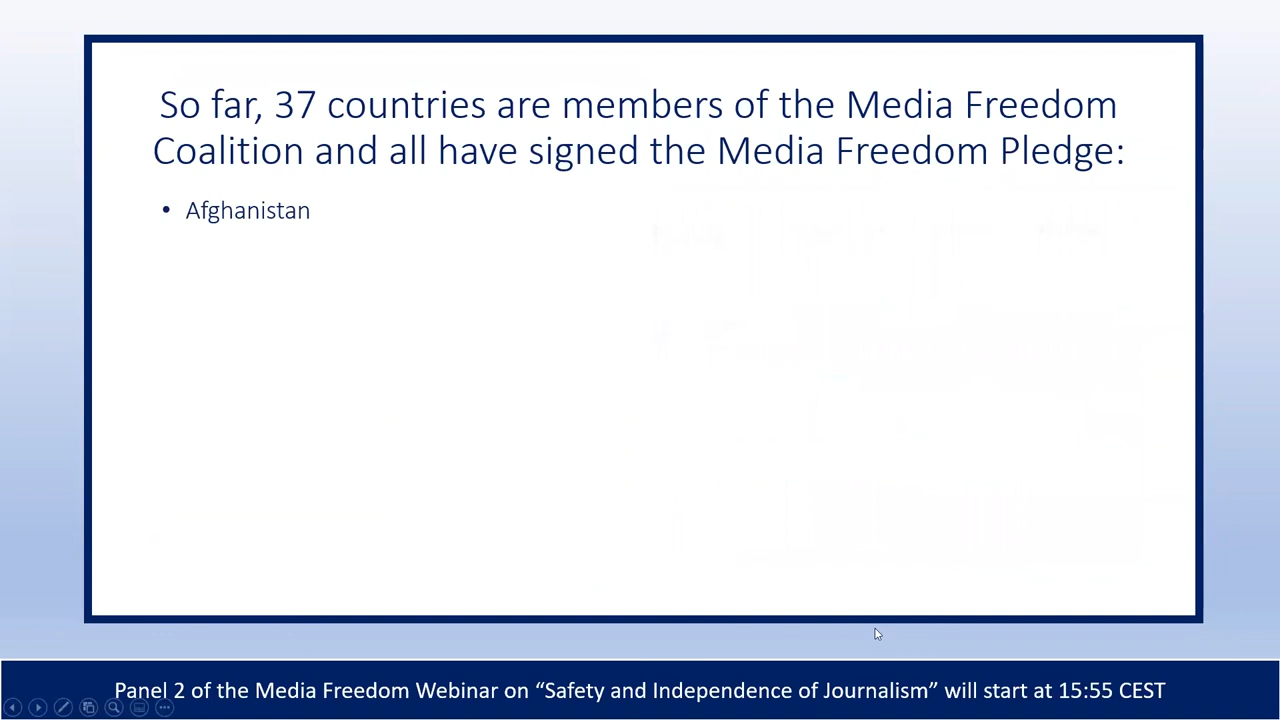 So far, 37 countries are members of the Media Freedom
Coalition and all have signed the Media Freedom Pledge:
• Afghanistan
Panel 2 of the Media Freedom Webinar on “Safety and Independence of Journalism” will start at 15:55 CEST